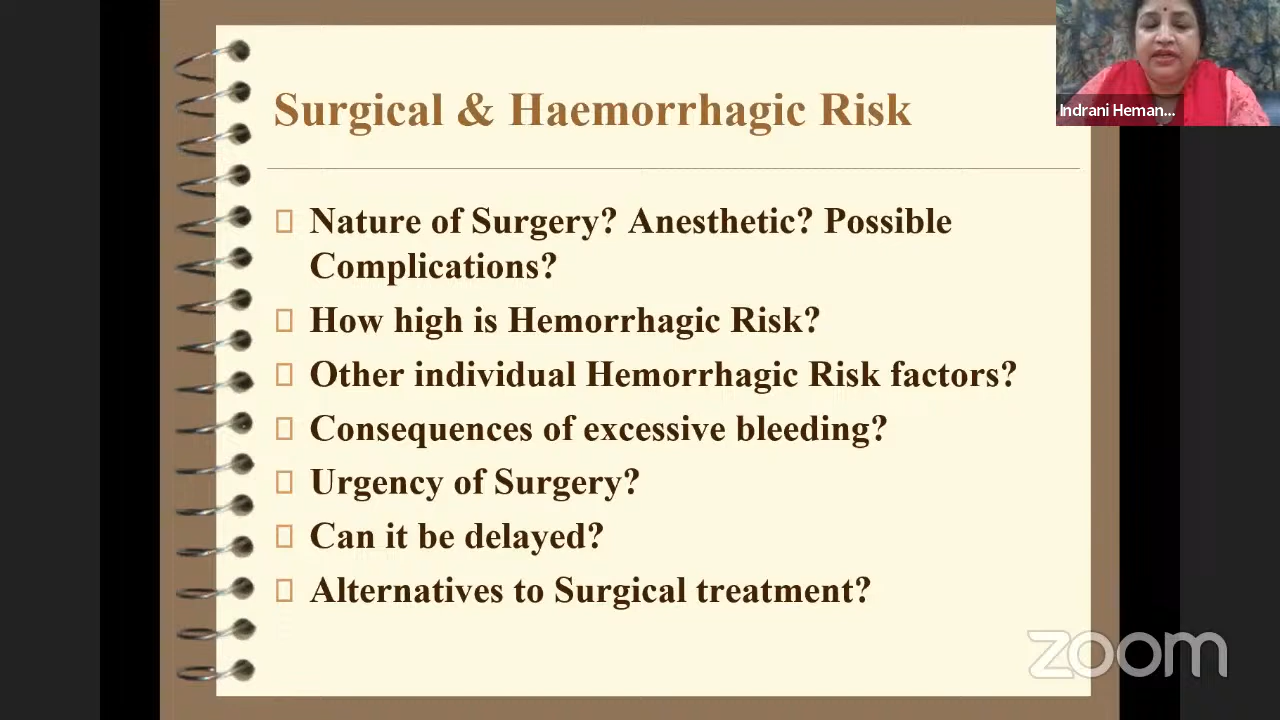 Surgical & Haemorrhagic Risk
Indrani Heman...
Nature of Surgery? Anesthetic? Possible
Complications?
How high is Hemorrhagic Risk?
Other individual Hemorrhagic Risk factors?
Consequences of excessive bleeding?
Urgency of Surgery?
Can it be delayed?
Alternatives to Surgical treatment?
zoom